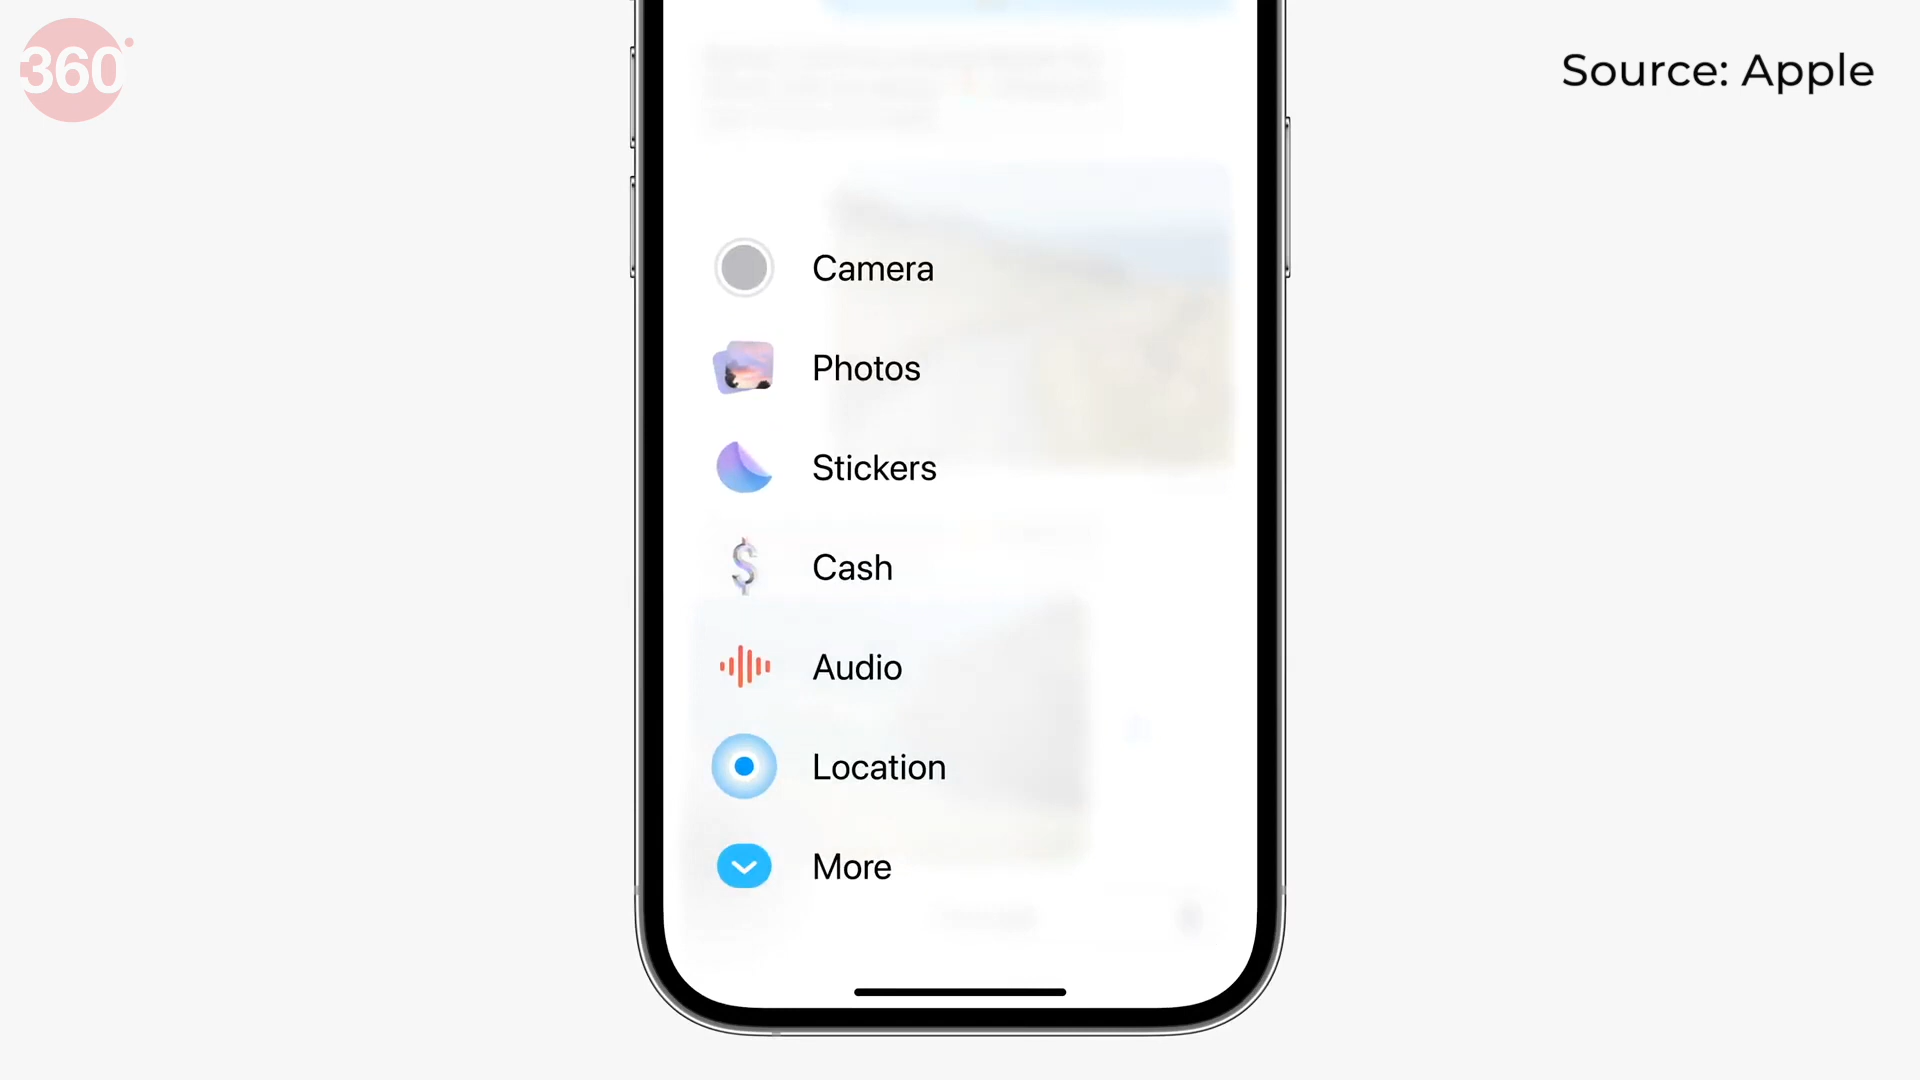 360
Source: Apple
Camera
Photos
Stickers
Cash
Audio
Location
More